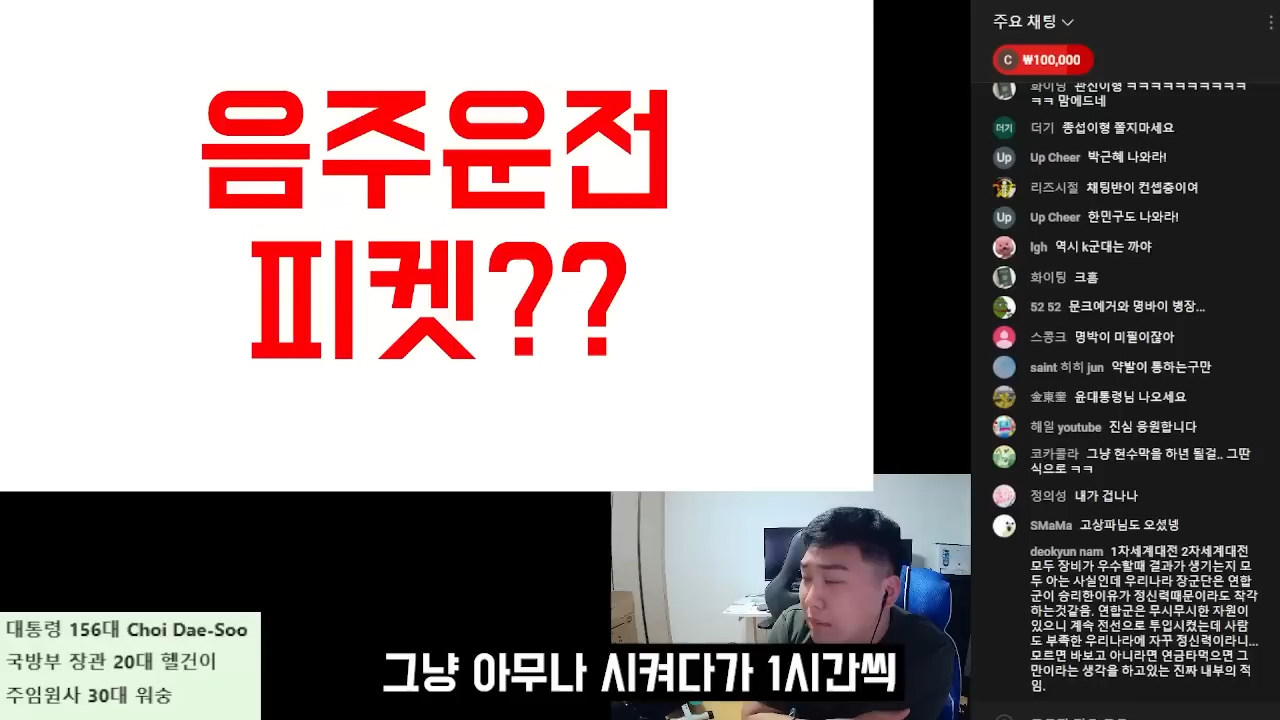 음주운전
피켓??
그냥 아무나 시켜다가 1시간씩
대통령 156대 Choi Dae-Soo
국방부 장관 20대 헬건이
주임원사 30대 워숭
주요 채팅
C ₩100,000
화이팅 관신이형 ㅋㅋㅋㅋㅋㅋㅋㅋㅋㅋ
ㅋㅋ 맘에드네
더기 더기 종섭이형 쫄지마세요
Up Up Cheer 박근혜 나와라!
리즈시절 채팅반이 컨셉충이여
Up Up Cheer 한민구도 나와라!
lgh 역시 k군대는 까야
화이팅 크흠
52 52 문크예거와 명바이 병장...
스콩크 명박이 미필이잖아
saint 히히 jun 약발이 통하는구만
金東奎 윤대통령님 나오세요
해일 youtube 진심 응원합니다
코카콜라 그냥 현수막을 하년 될걸.. 그딴
식으로 ㅋㅋ
정의성 내가 겁나나
SMaMa 고상파님도 오셨넹
deokyun nam 1차세계대전 2차세계대전
모두 장비가 우수할때 결과가 생기는지 모
두 아는 사실인데 우리나라 장군단은 연합
군이 승리한이유가 정신력때문이라도 착각
하는것같음. 연합군은 무시무시한 자원이
있으니 계속 전선으로 투입시켰는데 사람
도 부족한 우리나라에 자꾸 정신력이라니...
모르면 바보고 아니라면 연금타먹으면 그
만이라는 생각을 하고있는 진짜 내부의 적
임.